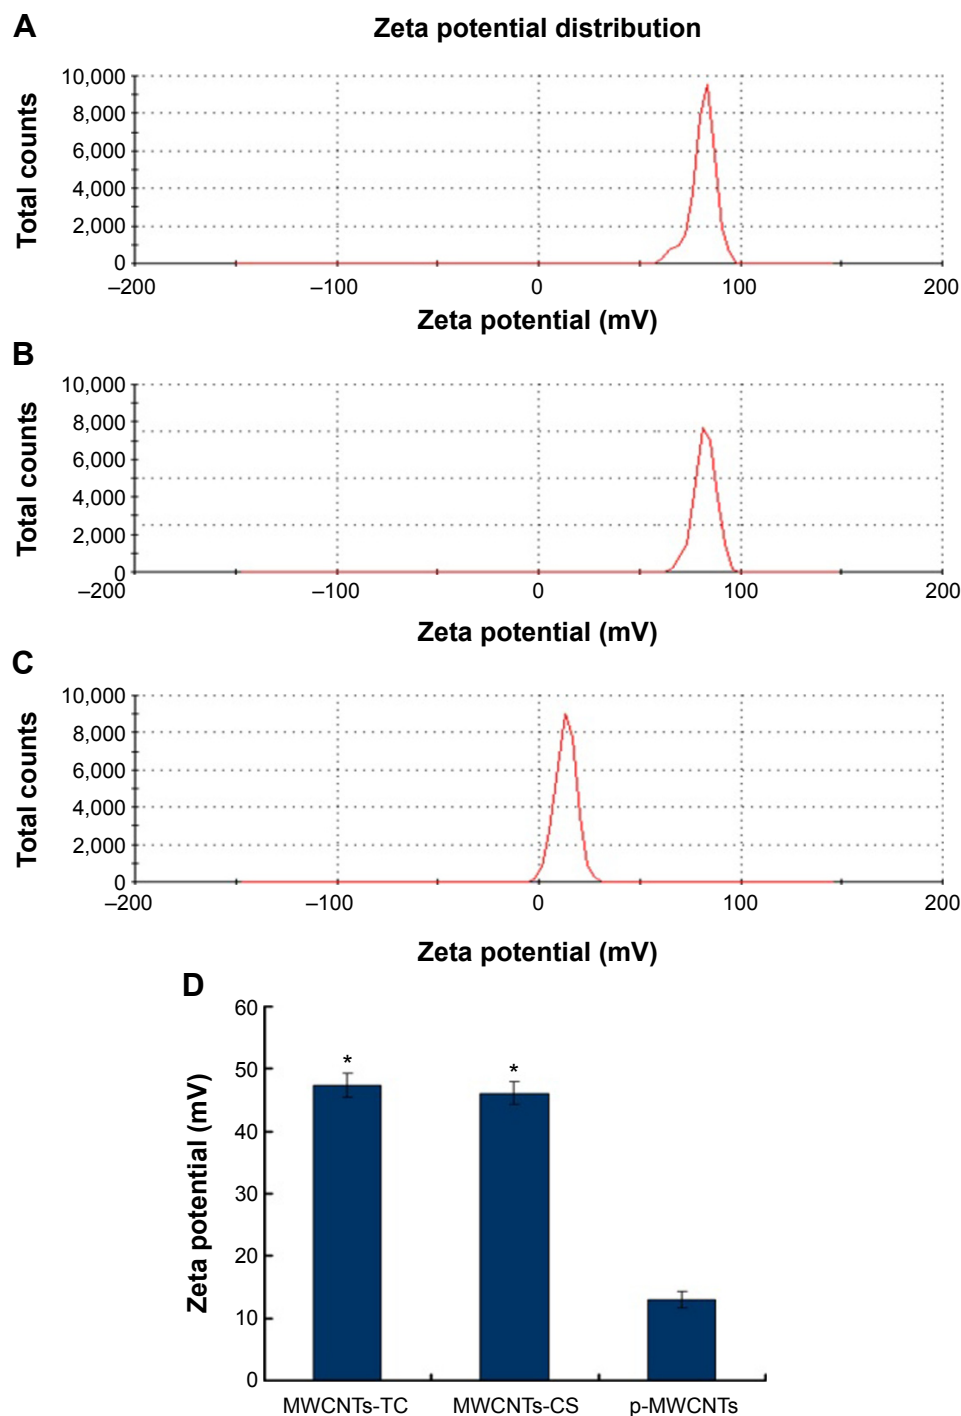 A
Zeta potential distribution
Total counts
10,000
8,000
6,000
4,000
2,000
0
–200
–100
0
100
200
Zeta potential (mV)
B
Total counts
10,000
8,000
6,000
4,000
2,000
0
–200
–100
0
100
200
Zeta potential (mV)
C
Total counts
10,000
8,000
6,000
4,000
2,000
0
–200
–100
0
100
200
Zeta potential (mV)
D
Zeta potential (mV)
60
50
40
30
20
10
0
*
*
MWCNTs-TC
MWCNTs-CS
p-MWCNTs